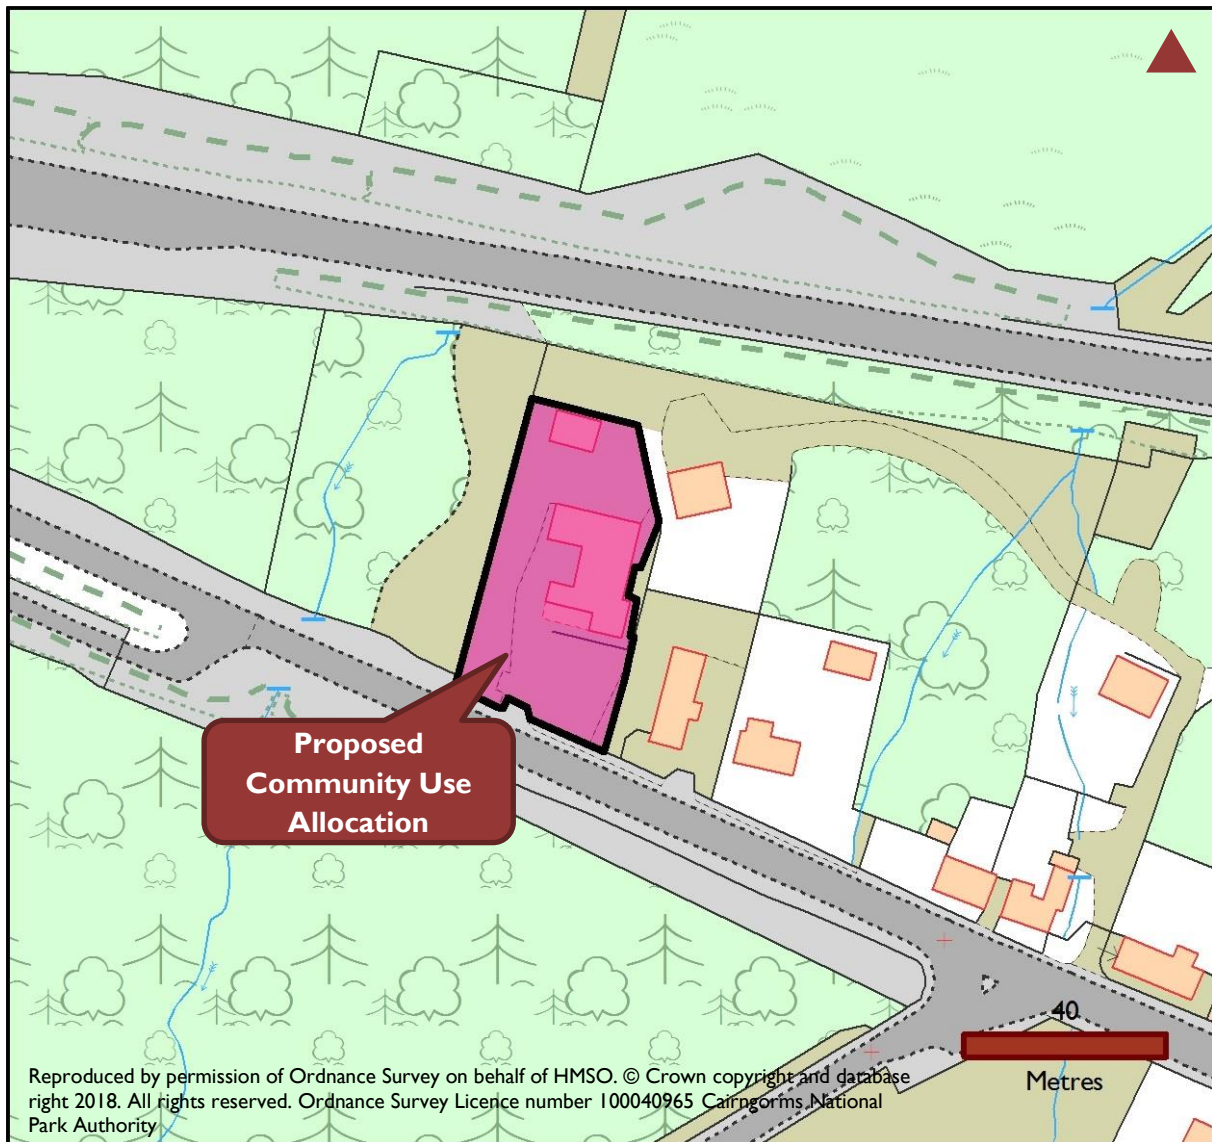 Proposed
Community Use
Allocation
40
Metres
Reproduced by permission of Ordnance Survey on behalf of HMSO. © Crown copyright and database
right 2018. All rights reserved. Ordnance Survey Licence number 100040965 Cairngorms National
Park Authority